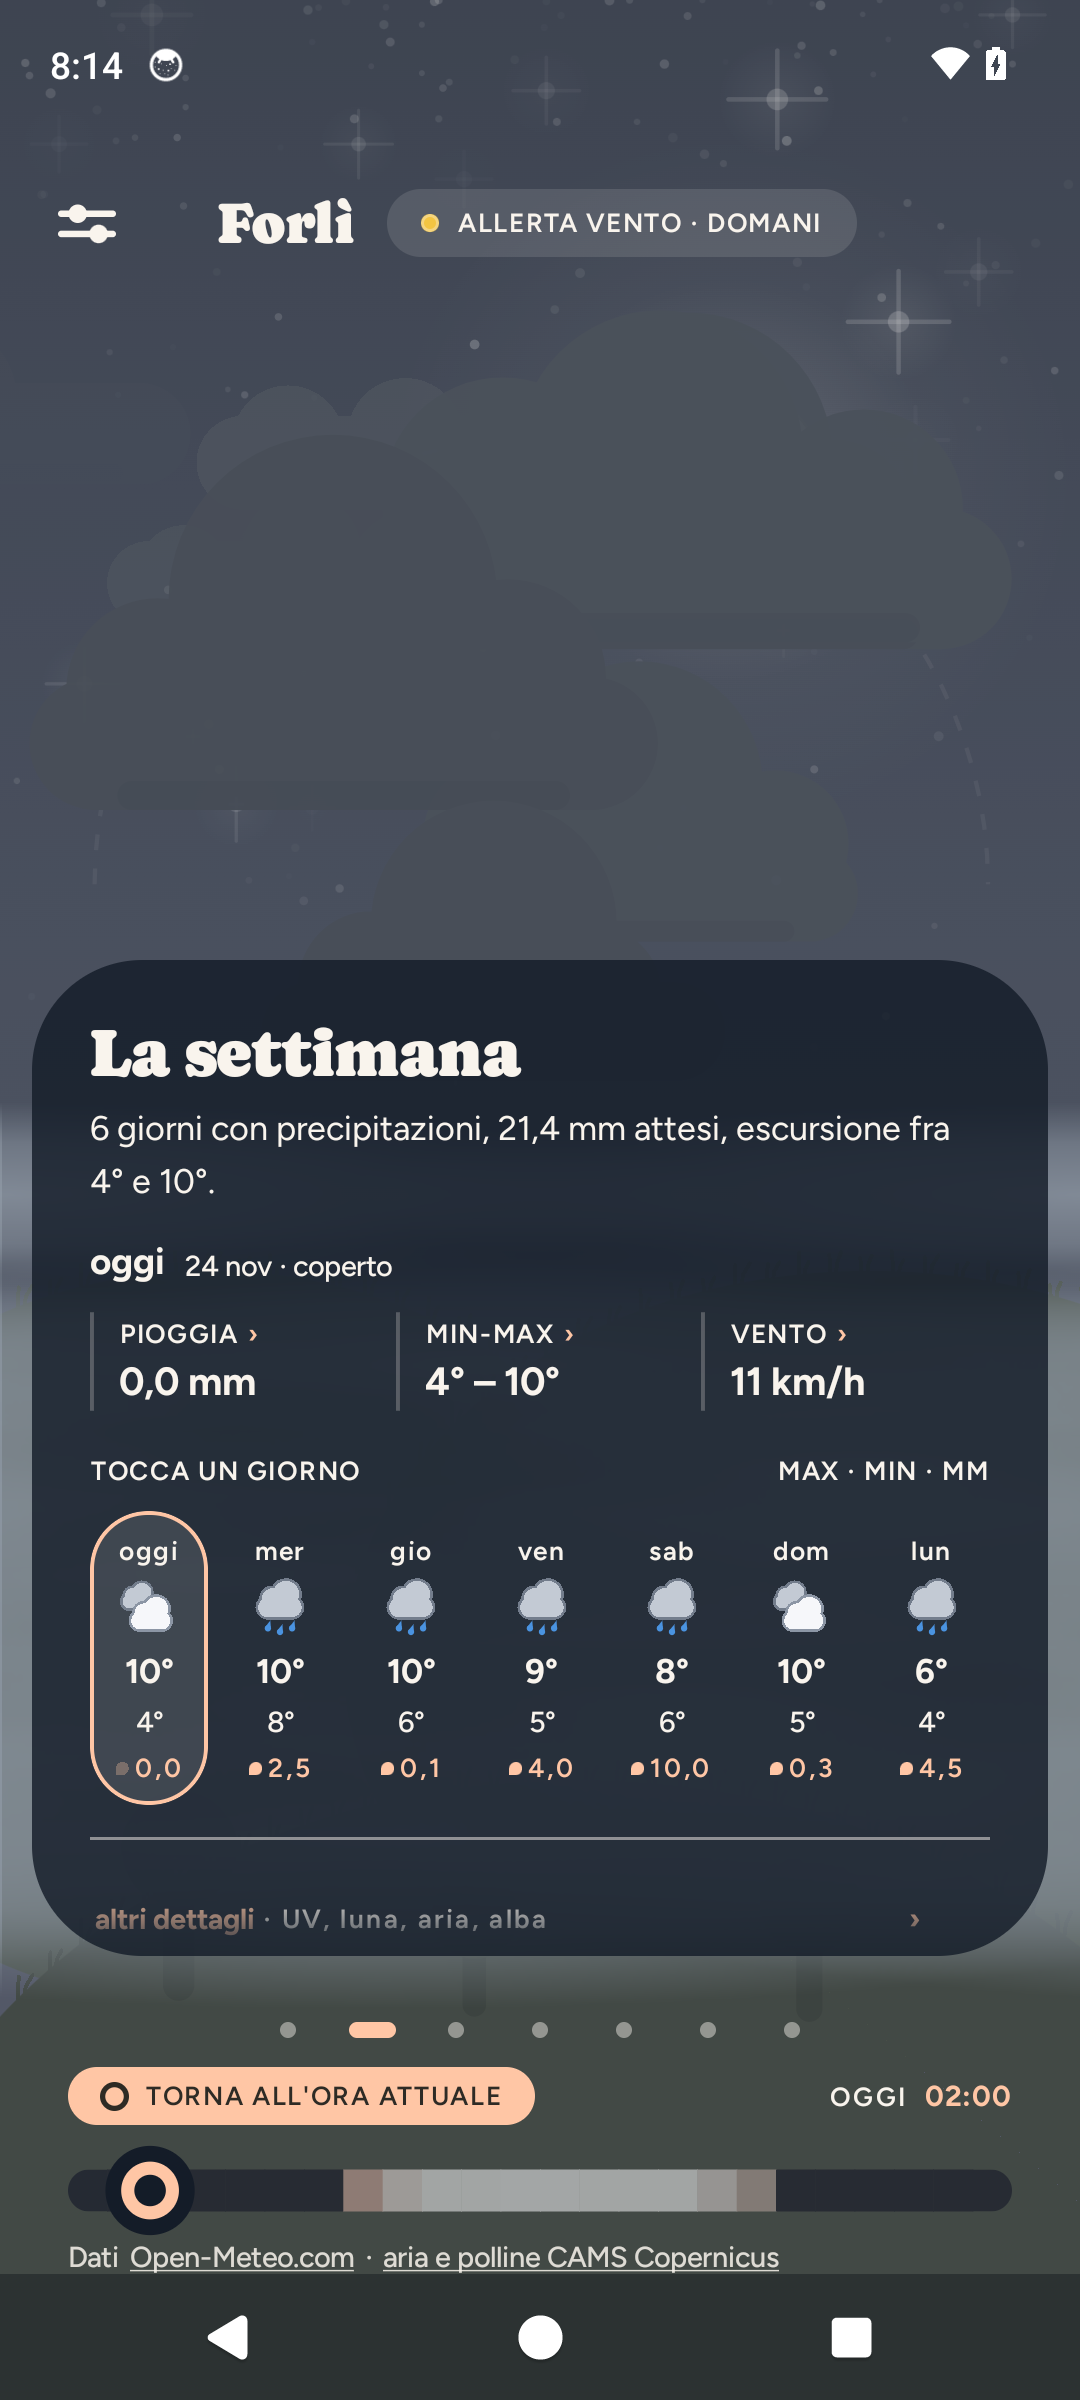 8:14
Forlì
ALLERTA VENTO · DOMANI
La settimana
6 giorni con precipitazioni, 21,4 mm attesi, escursione fra
4° e 10°.
oggi 24 nov · coperto
PIOGGIA › MIN-MAX › VENTO ›
0,0 mm 4° – 10° 11 km/h
TOCCA UN GIORNO MAX · MIN · MM
oggi mer gio ven sab dom lun
10° 10° 10° 9° 8° 10° 6°
4° 8° 6° 5° 6° 5° 4°
0,0 2,5 0,1 4,0 10,0 0,3 4,5
altri dettagli · UV, luna, aria, alba ›
TORNA ALL'ORA ATTUALE OGGI 02:00
Dati Open-Meteo.com · aria e polline CAMS Copernicus